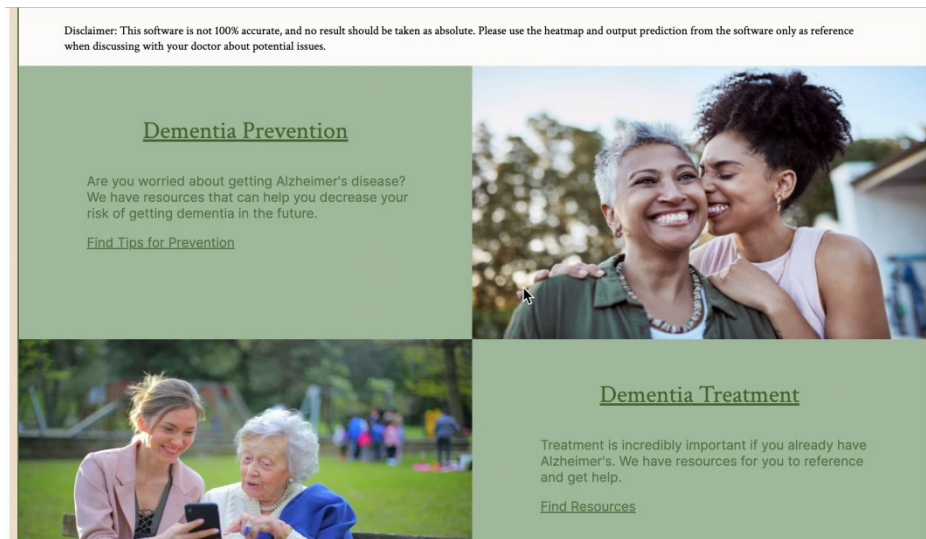 Disclaimer: This software is not 100% accurate, and no result should be taken as absolute. Please use the heatmap and output prediction from the software only as reference
when discussing with your doctor about potential issues.
Dementia Prevention
Are you worried about getting Alzheimer's disease?
We have resources that can help you decrease your
risk of getting dementia in the future.
Find Tips for Prevention
Dementia Treatment
Treatment is incredibly important if you already have
Alzheimer's. We have resources for you to reference
and get help.
Find Resources